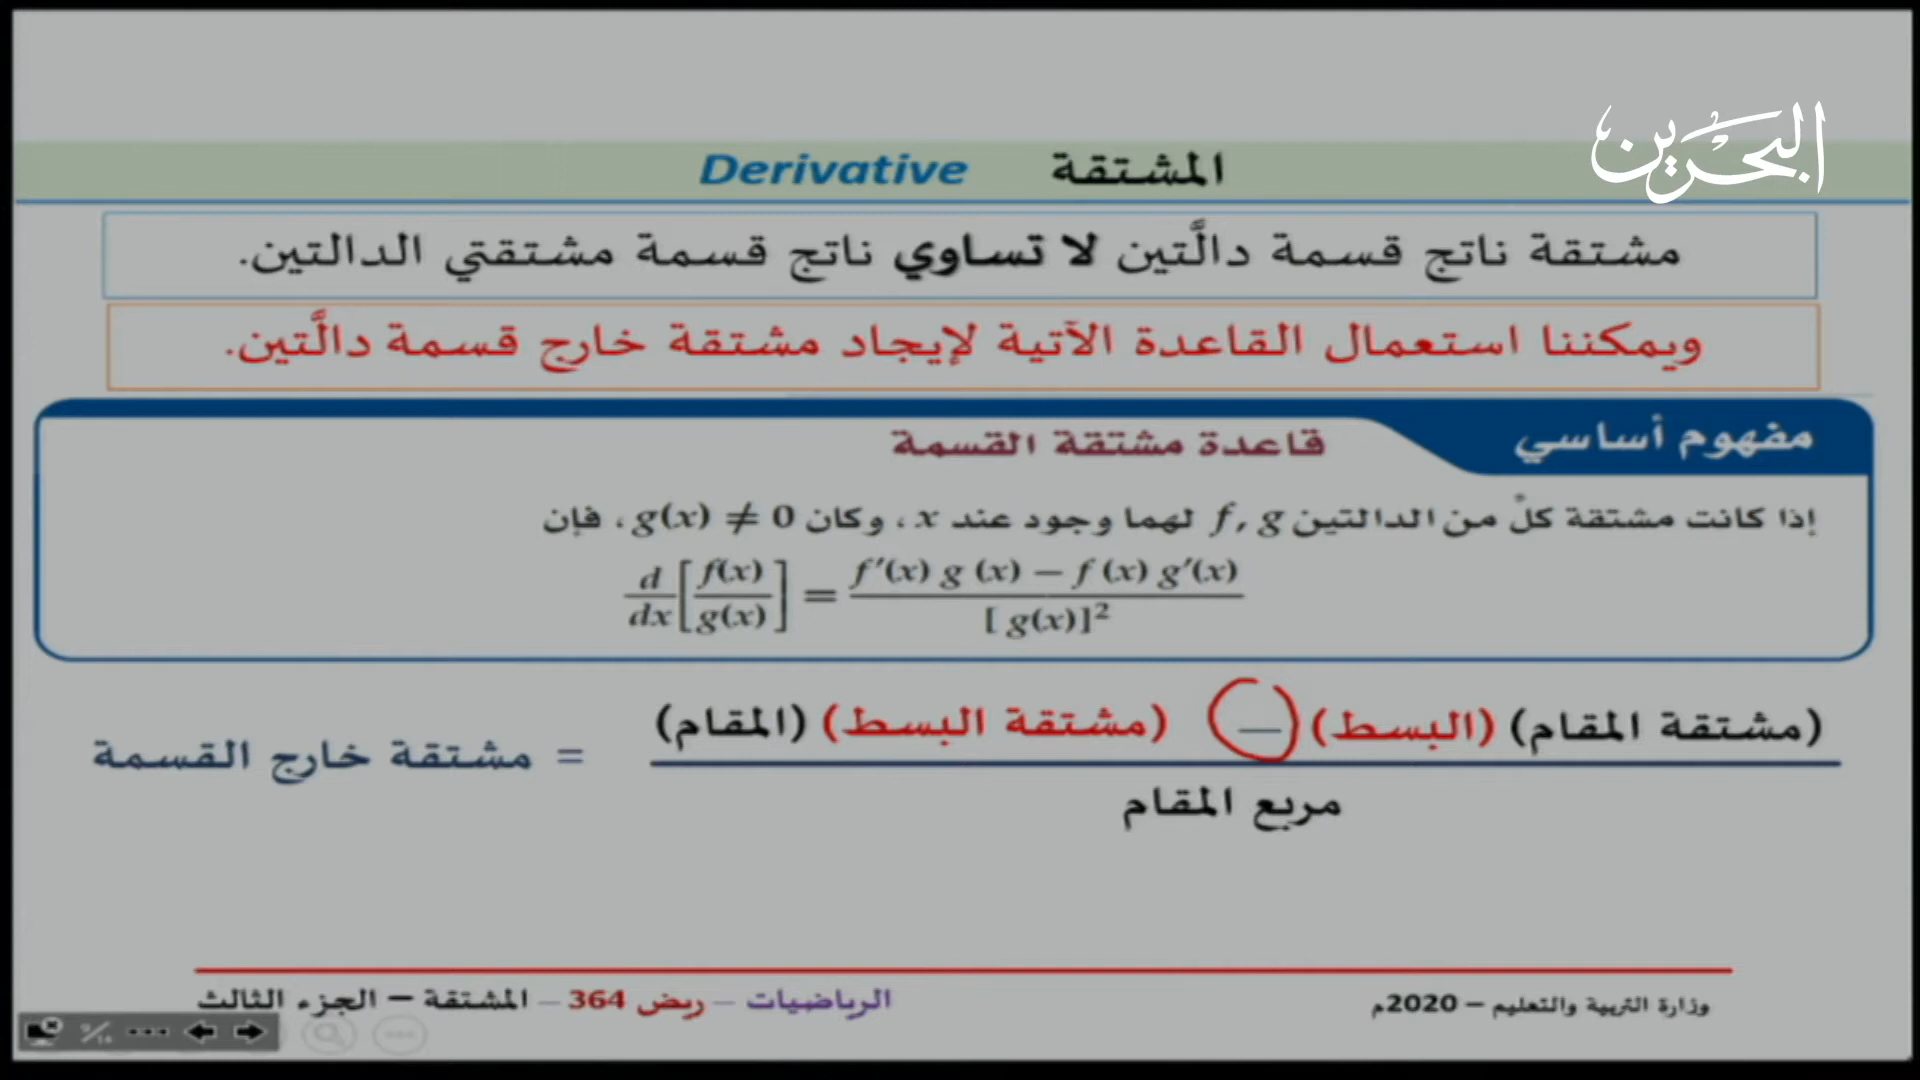 البحرين
المشتقة Derivative
مشتقة ناتج قسمة دالَّتين لا تساوي ناتج قسمة مشتقتي الدالتين.
ويمكننا استعمال القاعدة الآتية لإيجاد مشتقة خارج قسمة دالَّتين.
مفهوم أساسي
قاعدة مشتقة القسمة
إذا كانت مشتقة كلٍّ من الدالتين f, g لهما وجود عند x ، وكان g(x) ≠ 0 ، فإن
d/dx [f(x)/g(x)] = (f′(x) g (x) − f (x) g′(x)) / [ g(x)]²
(المقام) (مشتقة البسط) — (البسط) (مشتقة المقام)
مشتقة خارج القسمة =
مربع المقام
وزارة التربية والتعليم – 2020م
الرياضيات – ريض 364 – المشتقة – الجزء الثالث